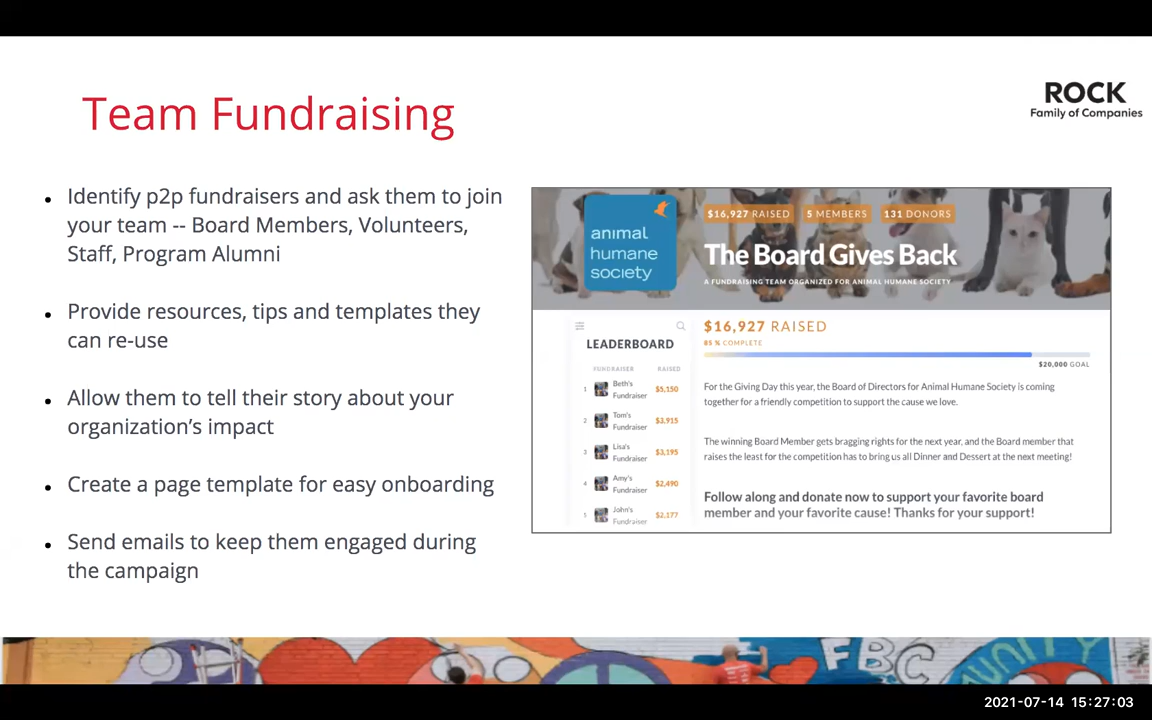 Team Fundraising
ROCK
Family of Companies
• Identify p2p fundraisers and ask them to join
your team -- Board Members, Volunteers,
Staff, Program Alumni
• Provide resources, tips and templates they
can re-use
• Allow them to tell their story about your
organization’s impact
• Create a page template for easy onboarding
• Send emails to keep them engaged during
the campaign
animal
humane
society
$16,927 RAISED 5 MEMBERS 131 DONORS
The Board Gives Back
A FUNDRAISING TEAM ORGANIZED FOR ANIMAL HUMANE SOCIETY
LEADERBOARD
FUNDRAISER RAISED
1 Beth's
Fundraiser $5,150
2 Tom's
Fundraiser $3,915
3 Lisa's
Fundraiser $3,195
4 Amy's
Fundraiser $2,490
5 John's
Fundraiser $2,177
$16,927 RAISED
85 % COMPLETE
$20,000 GOAL
For the Giving Day this year, the Board of Directors for Animal Humane Society is coming
together for a friendly competition to support the cause we love.
The winning Board Member gets bragging rights for the next year, and the Board member that
raises the least for the competition has to bring us all Dinner and Dessert at the next meeting!
Follow along and donate now to support your favorite board
member and your favorite cause! Thanks for your support!
FBC
UNITY
2021-07-14 15:27:03